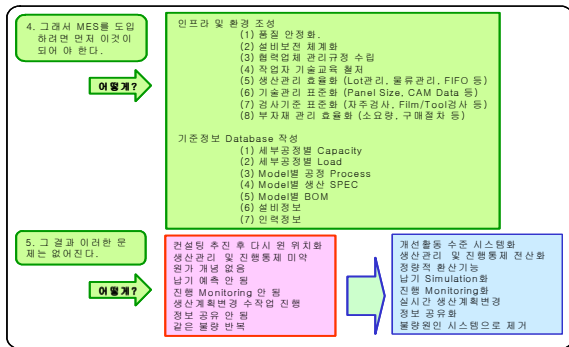 4. 그래서 MES를 도입
하려면 먼저 이것이
되어 야 한다.
어떻게?
인프라 및 환경 조성
(1) 품질 안정화.
(2) 설비보전 체계화
(3) 협력업체 관리규정 수립
(4) 작업자 기술교육 철저
(5) 생산관리 효율화 (Lot관리, 물류관리, FIFO 등)
(6) 기술관리 표준화 (Panel Size, CAM Data 등)
(7) 검사기준 표준화 (자주검사, Film/Tool검사 등)
(8) 부자재 관리 효율화 (소요량, 구매절차 등)
기준정보 Database 작성
(1) 세부공정별 Capacity
(2) 세부공정별 Load
(3) Model별 공정 Process
(4) Model별 생산 SPEC
(5) Model별 BOM
(6) 설비정보
(7) 인력정보
5. 그 결과 이러한 문
제는 없어진다.
어떻게?
컨설팅 추진 후 다시 원 위치화
생산관리 및 진행통제 미약
원가 개념 없음
납기 예측 안 됨
진행 Monitoring 안 됨
생산계획변경 수작업 진행
정보 공유 안 됨
같은 불량 반복
개선활동 수준 시스템화
생산관리 및 진행통제 전산화
정량적 환산기능
납기 Simulation화
진행 Monitoring화
실시간 생산계획변경
정보 공유화
불량원인 시스템으로 제거